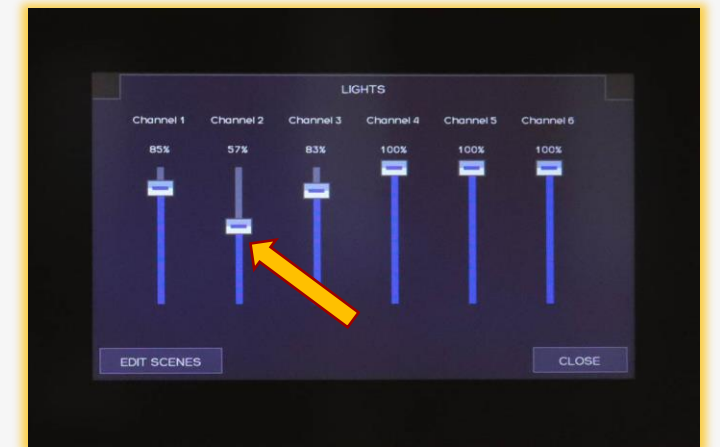 LIGHTS
Channel 1 Channel 2 Channel 3 Channel 4 Channel 5 Channel 6
85% 57% 83% 100% 100% 100%
EDIT SCENES CLOSE